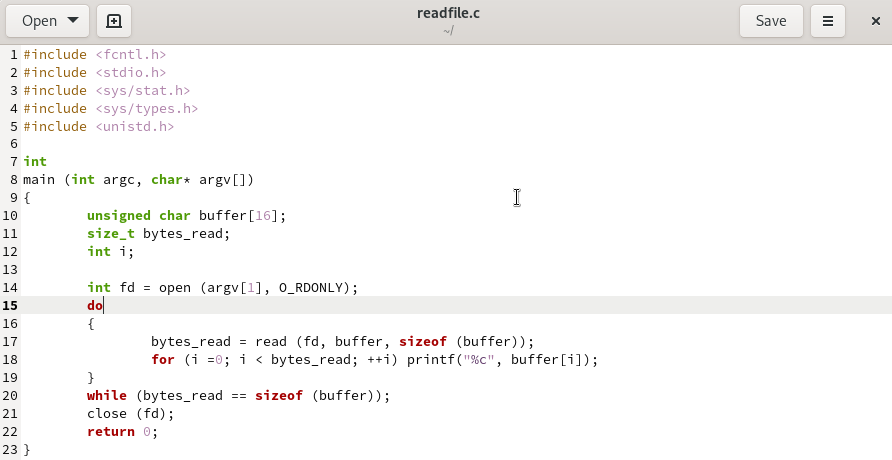 Open
readfile.c
~/
Save
1 #include <fcntl.h>
2 #include <stdio.h>
3 #include <sys/stat.h>
4 #include <sys/types.h>
5 #include <unistd.h>
6
7 int
8 main (int argc, char* argv[])
9 {
10         unsigned char buffer[16];
11         size_t bytes_read;
12         int i;
13
14         int fd = open (argv[1], O_RDONLY);
15         do
16         {
17                 bytes_read = read (fd, buffer, sizeof (buffer));
18                 for (i =0; i < bytes_read; ++i) printf("%c", buffer[i]);
19         }
20         while (bytes_read == sizeof (buffer));
21         close (fd);
22         return 0;
23 }